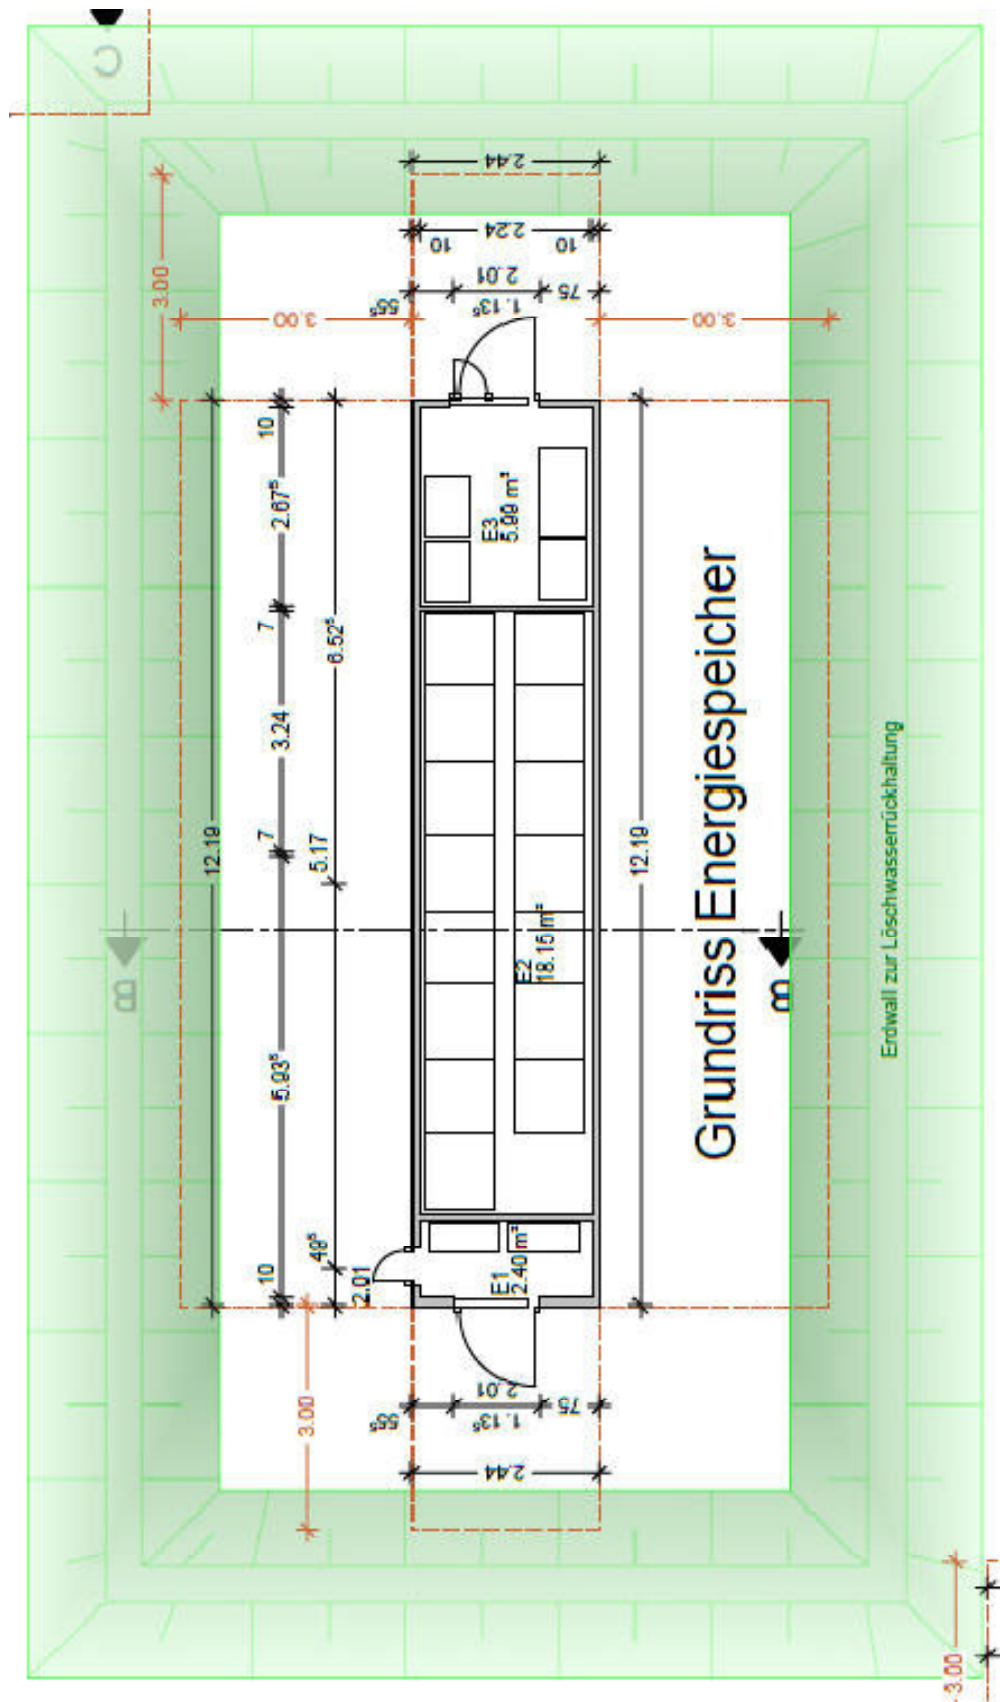 C
2.44
2.24
10
10
2.01
55⁵
1.13⁵
75
3.00
3.00
3.00
10
2.67⁵
7
3.24
7
5.93⁵
10
12.19
6.52⁵
5.17
49⁵
2.01
12.19
E3
5.99 m²
E2
18.15 m²
E1
2.40 m²
Grundriss Energiespeicher
Erdwall zur Löschwasserrückhaltung
B
B
3.00
2.01
55⁵
1.13⁵
75
2.44
3.00